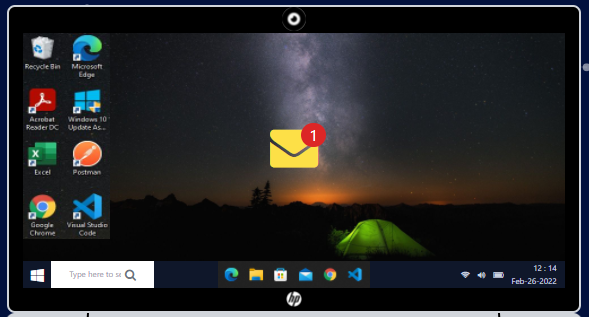 Recycle Bin
Microsoft
Edge
Acrobat
Reader DC
Windows 10
Update As...
Excel
Postman
Google
Chrome
Visual Studio
Code
1
Type here to sc
12 : 14
Feb-26-2022
hp